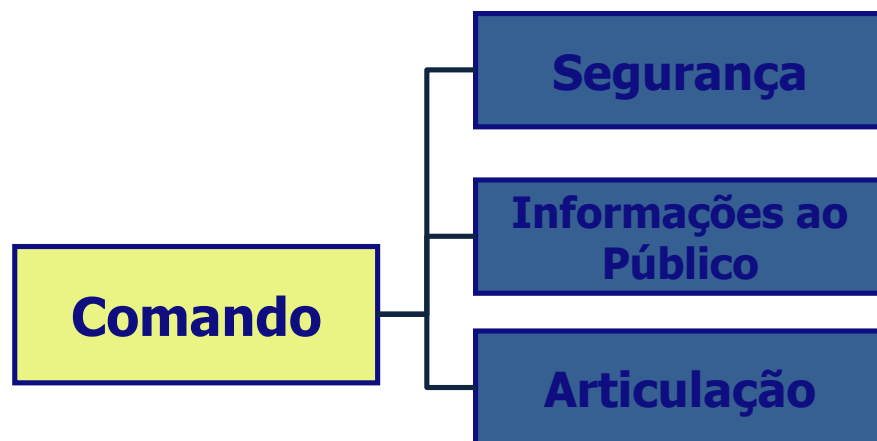 Segurança
Informações ao
Público
Comando
Articulação